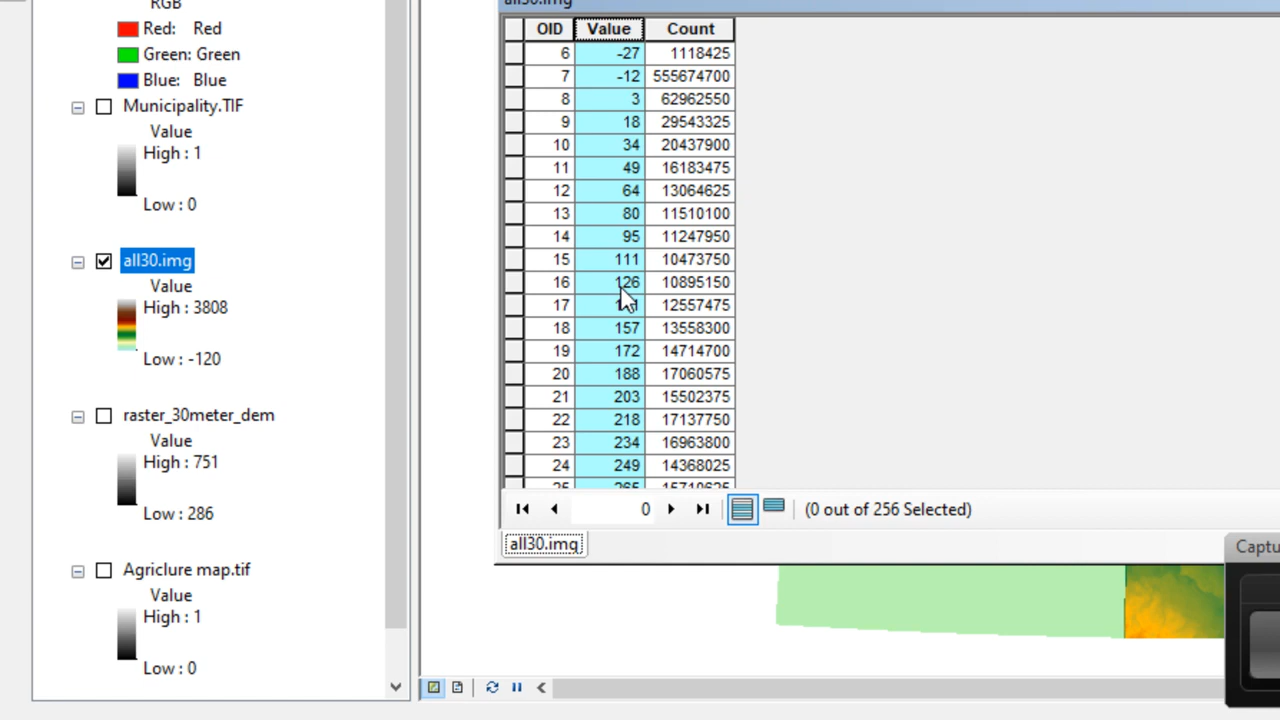 RGB
Red: Red
Green: Green
Blue: Blue
Municipality.TIF
Value
High : 1
Low : 0
all30.img
Value
High : 3808
Low : -120
raster_30meter_dem
Value
High : 751
Low : 286
Agriclure map.tif
Value
High : 1
Low : 0
all30.img
OID Value Count
6 -27 1118425
7 -12 555674700
8 3 62962550
9 18 29543325
10 34 20437900
11 49 16183475
12 64 13064625
13 80 11510100
14 95 11247950
15 111 10473750
16 126 10895150
17 12557475
18 157 13558300
19 172 14714700
20 188 17060575
21 203 15502375
22 218 17137750
23 234 16963800
24 249 14368025
25 265 15710625
0 (0 out of 256 Selected)
all30.img
Captu